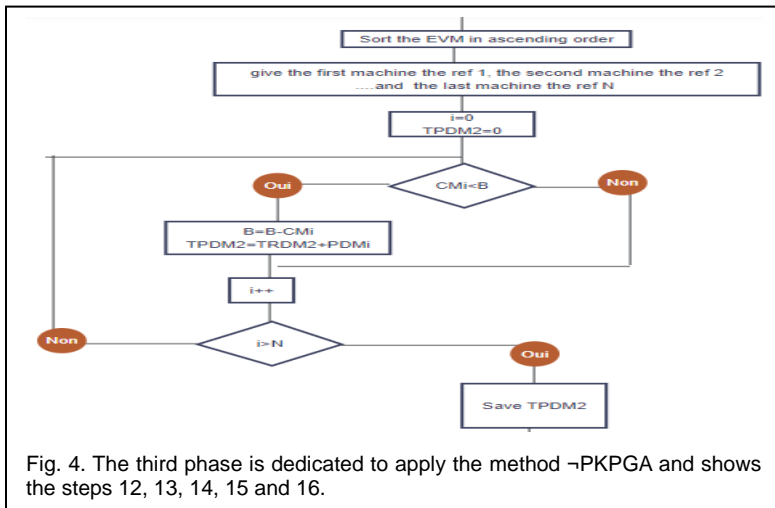 Sort the EVM in ascending order
give the first machine the ref 1, the second machine the ref 2
....and the last machine the ref N
i=0
TPDM2=0
CMi<B
Oui
Non
B=B-CMi
TPDM2=TRDM2+PDMi
i++
i>N
Non
Oui
Save TPDM2
Fig. 4. The third phase is dedicated to apply the method ¬PKPGA and shows
the steps 12, 13, 14, 15 and 16.